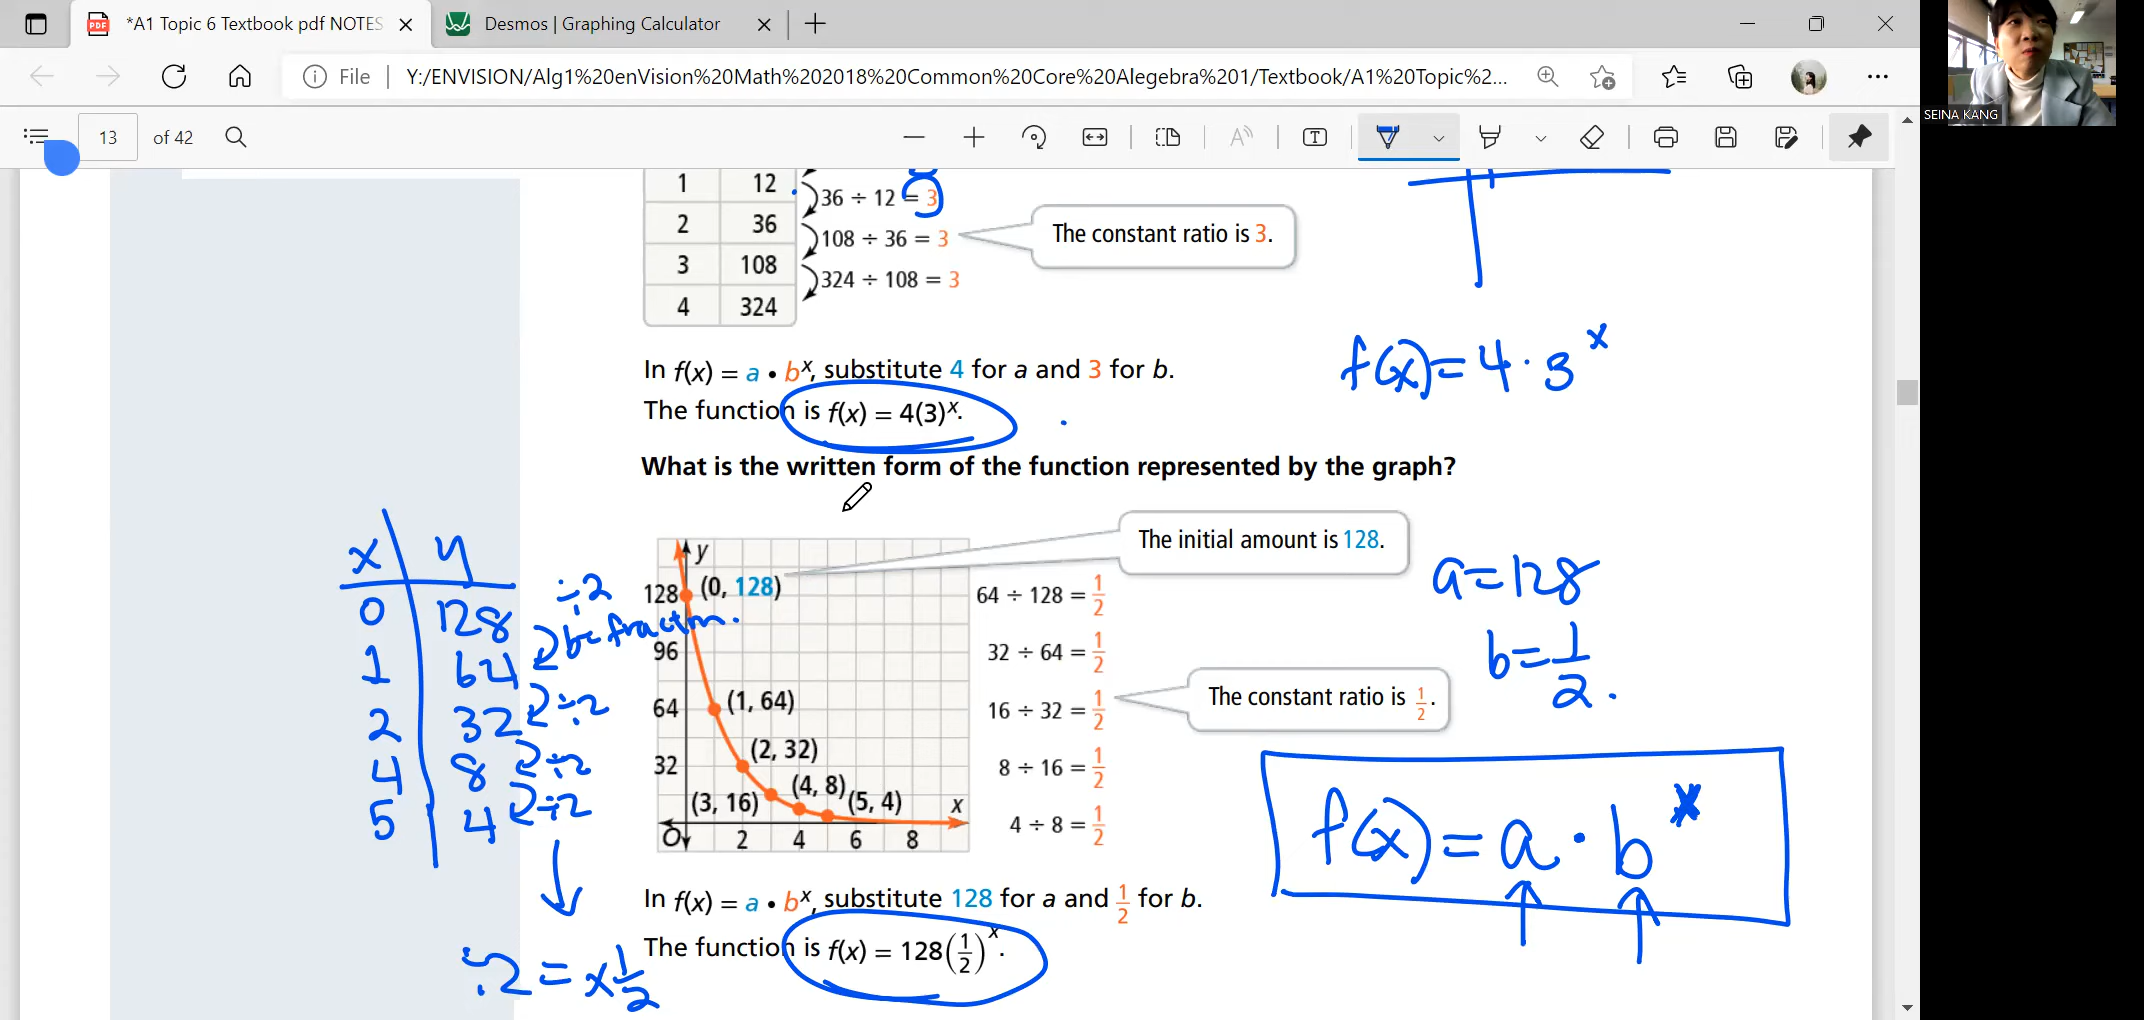 *A1 Topic 6 Textbook pdf NOTES
Desmos | Graphing Calculator
File
Y:/ENVISION/Alg1%20enVision%20Math%202018%20Common%20Core%20Alegebra%201/Textbook/A1%20Topic%2...
SEINA KANG
13 of 42
1 12
2 36
3 108
4 324
36 ÷ 12 = 3
108 ÷ 36 = 3
324 ÷ 108 = 3
The constant ratio is 3.
f(x) = 4 · 3^x
In f(x) = a • b^x, substitute 4 for a and 3 for b.
The function is f(x) = 4(3)^x.
What is the written form of the function represented by the graph?
x y
0 128
1 64
2 32
4 8
5 4
÷2
b = fraction.
÷2
÷2
÷2
÷2 = x 1/2
y
(0, 128)
128
96
64
32
(1, 64)
(2, 32)
(3, 16)
(4, 8)
(5, 4)
x
O 2 4 6 8
The initial amount is 128.
64 ÷ 128 = 1/2
32 ÷ 64 = 1/2
16 ÷ 32 = 1/2
8 ÷ 16 = 1/2
4 ÷ 8 = 1/2
The constant ratio is 1/2.
a = 128
b = 1/2.
f(x) = a · b^x
In f(x) = a • b^x, substitute 128 for a and 1/2 for b.
The function is f(x) = 128(1/2)^x.